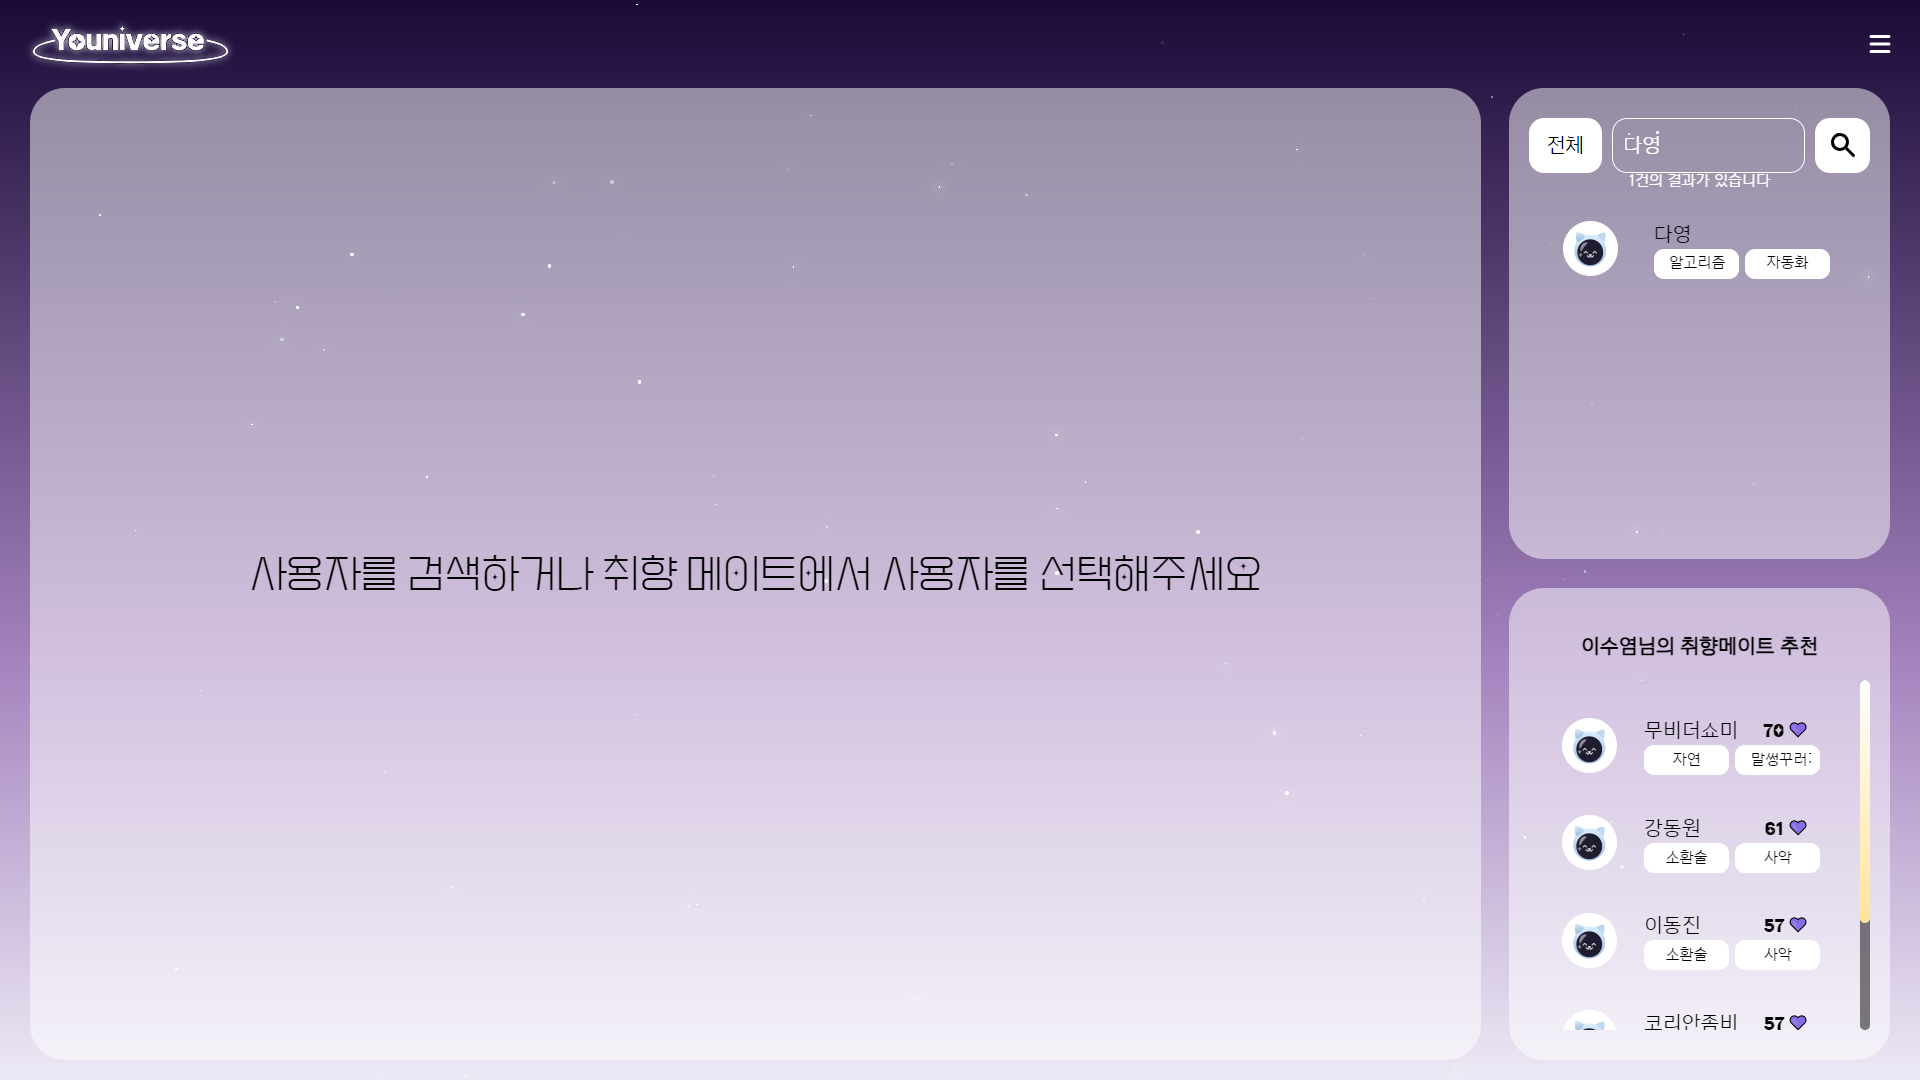 Youniverse
전체
다영
1건의 결과가 있습니다
다영
알고리즘
자동화
사용자를 검색하거나 취향 메이트에서 사용자를 선택해주세요
이수염님의 취향메이트 추천
무비더쇼미 70
자연
말썽꾸러
강동원 61
소환술
사악
이동진 57
소환술
사악
코리안좀비 57